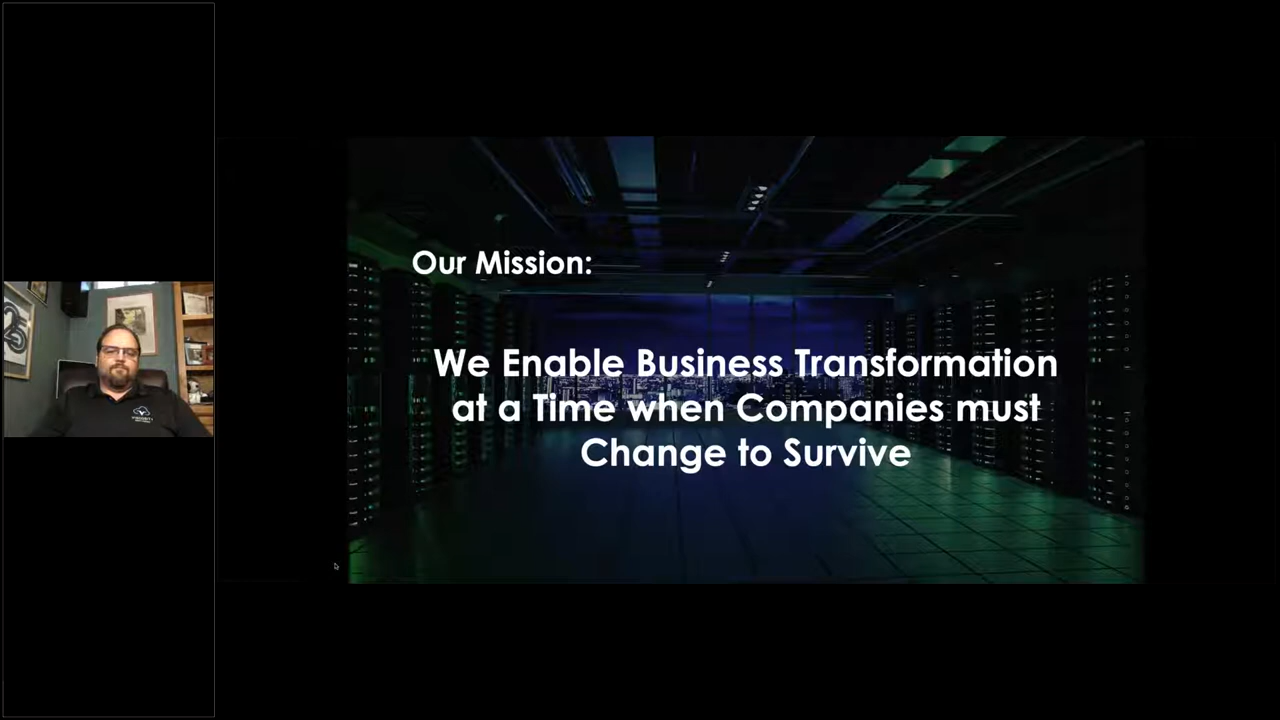 Our Mission:
We Enable Business Transformation
at a Time when Companies must
Change to Survive